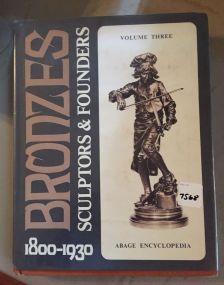 BRONZES
SCULPTORS & FOUNDERS
1800-1930
VOLUME THREE
7568
ABAGE ENCYCLOPEDIA